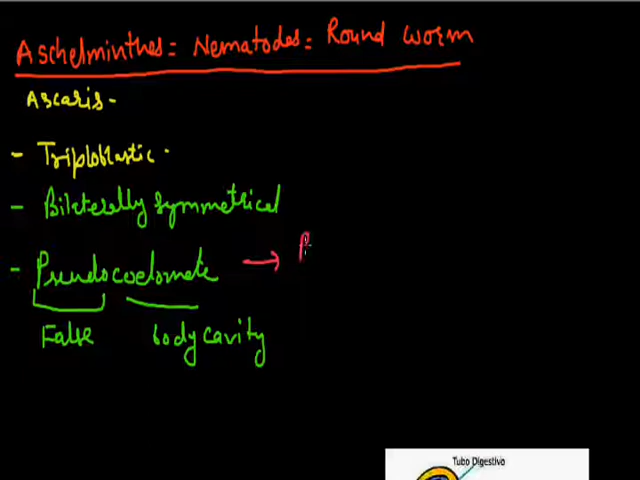 Aschelminthes = Nematodes = Round worm
Ascaris -
- Triploblastic .
- Bilaterally symmetrical
- Pseudocoelomate → P
False body cavity
Tubo Digestivo